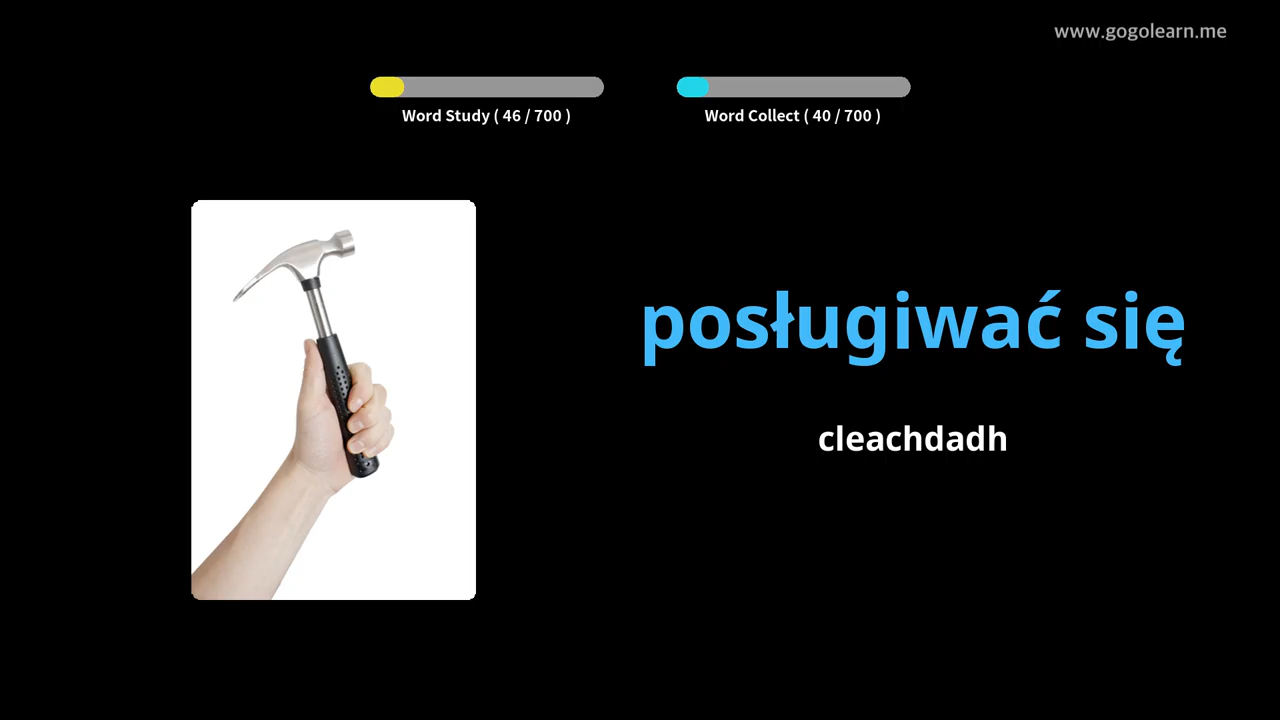 www.gogolearn.me
Word Study ( 46 / 700 )
Word Collect ( 40 / 700 )
posługiwać się
cleachdadh